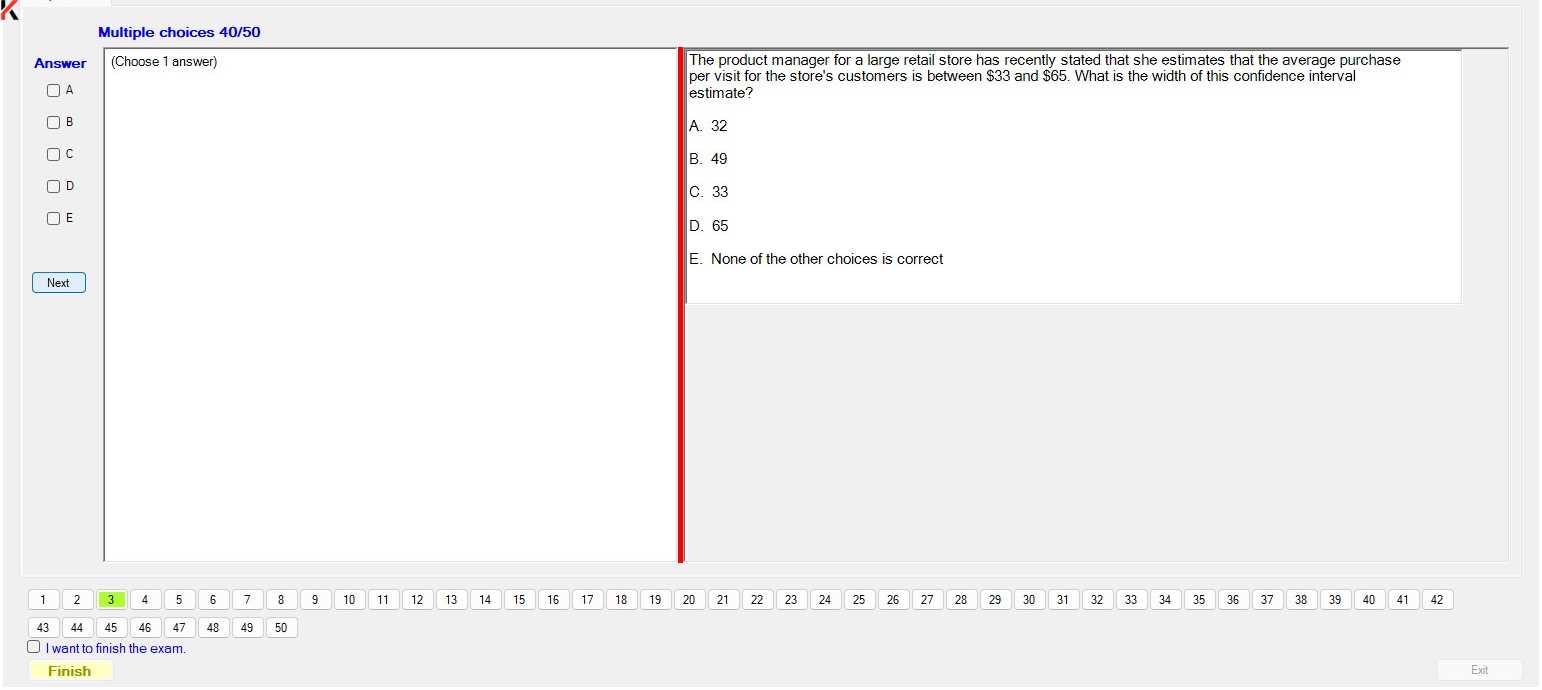 Multiple choices 40/50
Answer
(Choose 1 answer)
A
B
C
D
E
Next
The product manager for a large retail store has recently stated that she estimates that the average purchase
per visit for the store's customers is between $33 and $65. What is the width of this confidence interval
estimate?
A. 32
B. 49
C. 33
D. 65
E. None of the other choices is correct
1 2 3 4 5 6 7 8 9 10 11 12 13 14 15 16 17 18 19 20 21 22 23 24 25 26 27 28 29 30 31 32 33 34 35 36 37 38 39 40 41 42
43 44 45 46 47 48 49 50
I want to finish the exam.
Finish
Exit